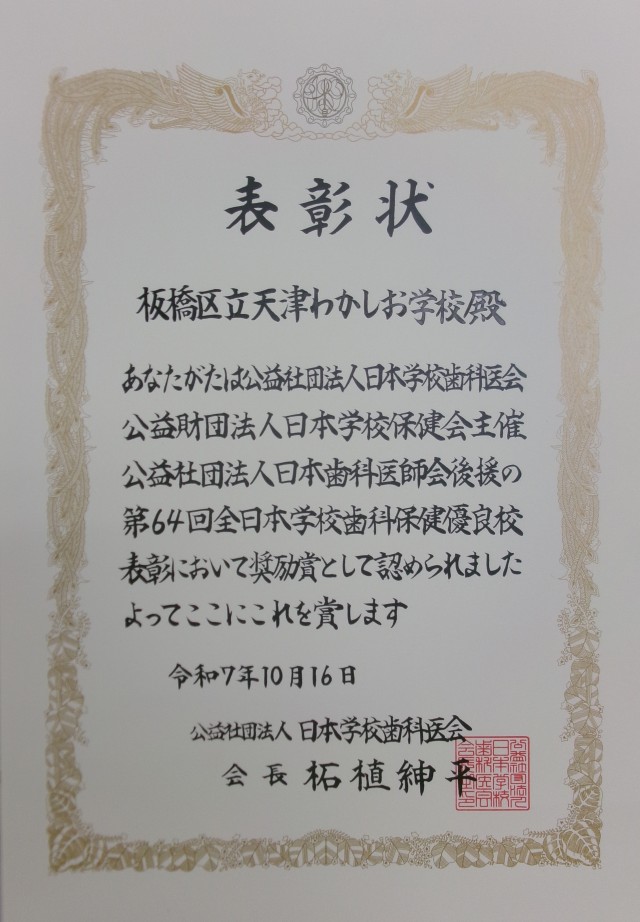 表彰状
板橋区立天津わかしお学校殿
あなたがたは公益社団法人日本学校歯科医会
公益財団法人日本学校保健会主催
公益社団法人日本歯科医師会後援の
第64回全日本学校歯科保健優良校
表彰において奨励賞として認められました
よってここにこれを賞します
令和7年10月16日
公益社団法人 日本学校歯科医会
会長 柘植紳平